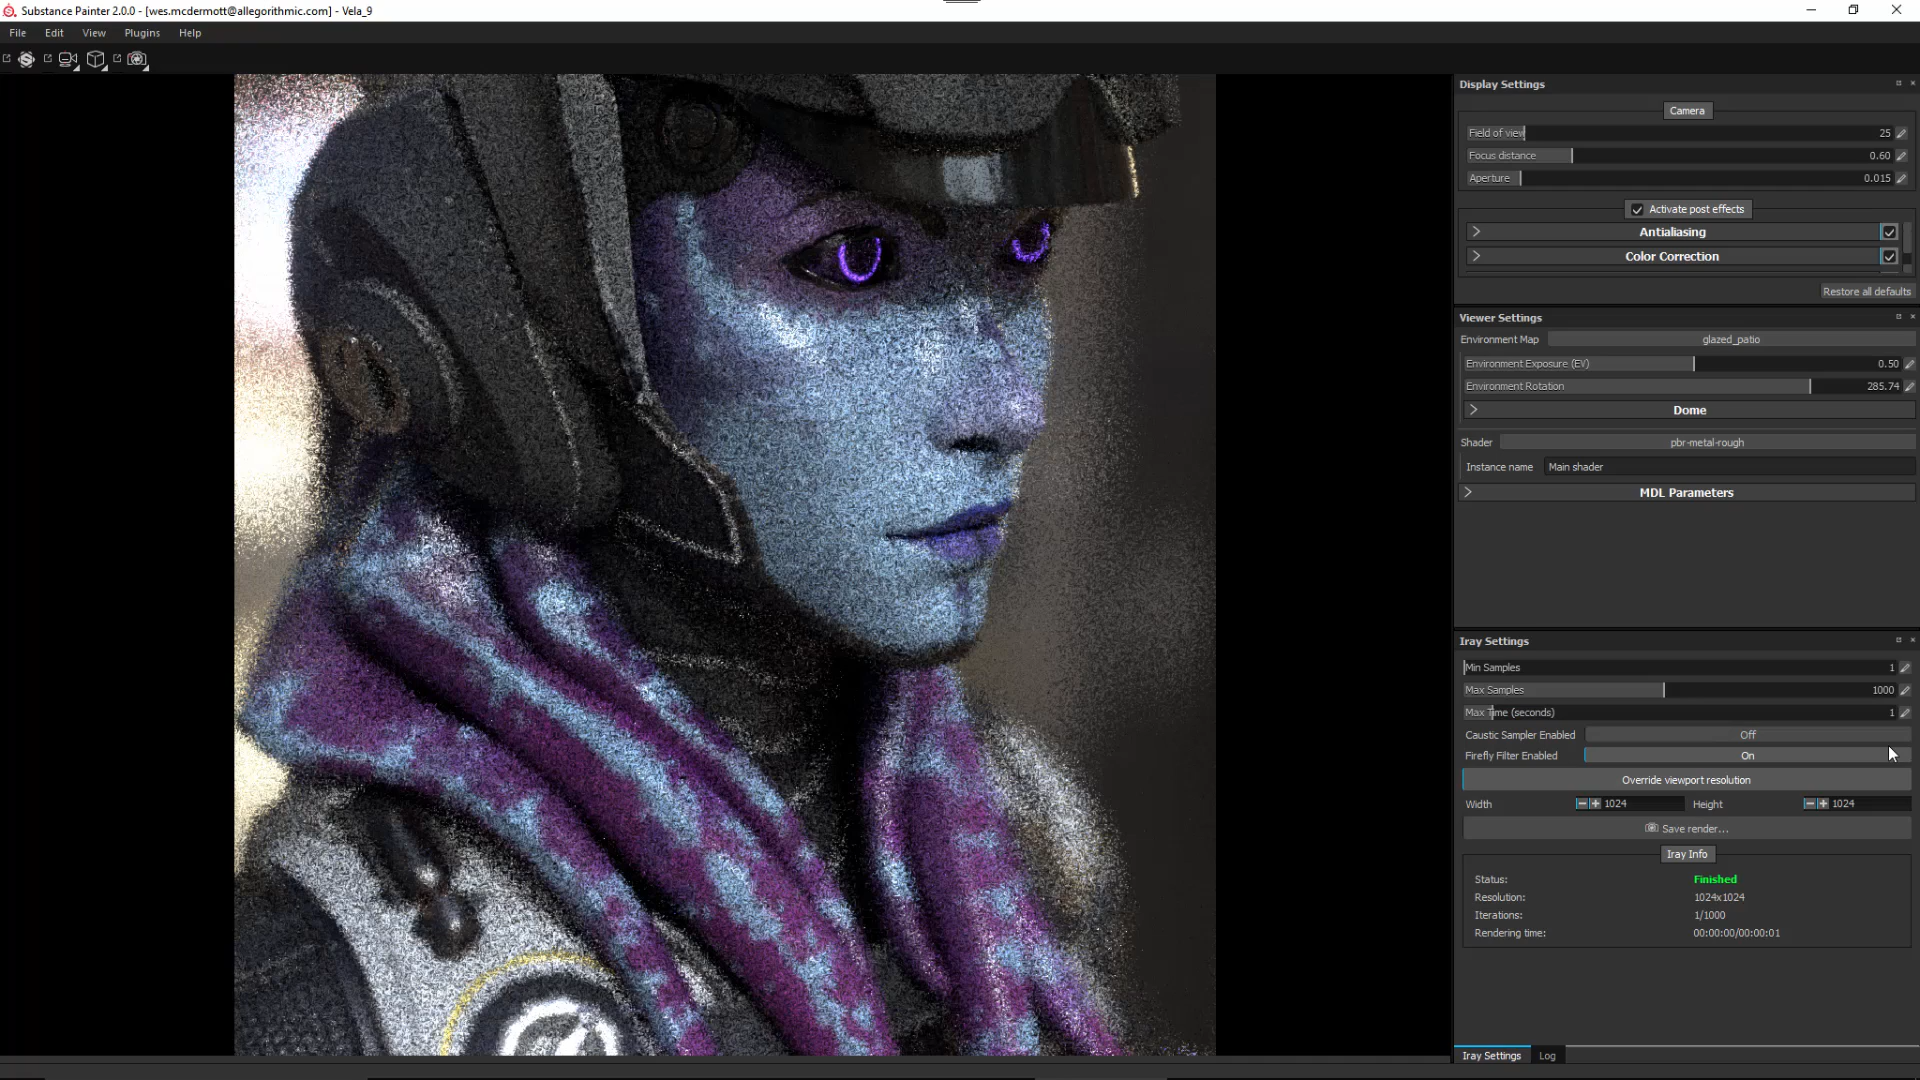 Substance Painter 2.0.0 - [wes.mcdermott@allegorithmic.com] - Vela_9
File Edit View Plugins Help
Display Settings
Camera
Field of view 25
Focus distance 0.60
Aperture 0.015
Activate post effects
Antialiasing
Color Correction
Restore all defaults
Viewer Settings
Environment Map glazed_patio
Environment Exposure (EV) 0.50
Environment Rotation 285.74
Dome
Shader pbr-metal-rough
Instance name Main shader
MDL Parameters
Iray Settings
Min Samples 1
Max Samples 1000
Max Time (seconds) 1
Caustic Sampler Enabled Off
Firefly Filter Enabled On
Override viewport resolution
Width 1024 Height 1024
Save render...
Iray Info
Status: Finished
Resolution: 1024x1024
Iterations: 1/1000
Rendering time: 00:00:00/00:00:01
Iray Settings Log